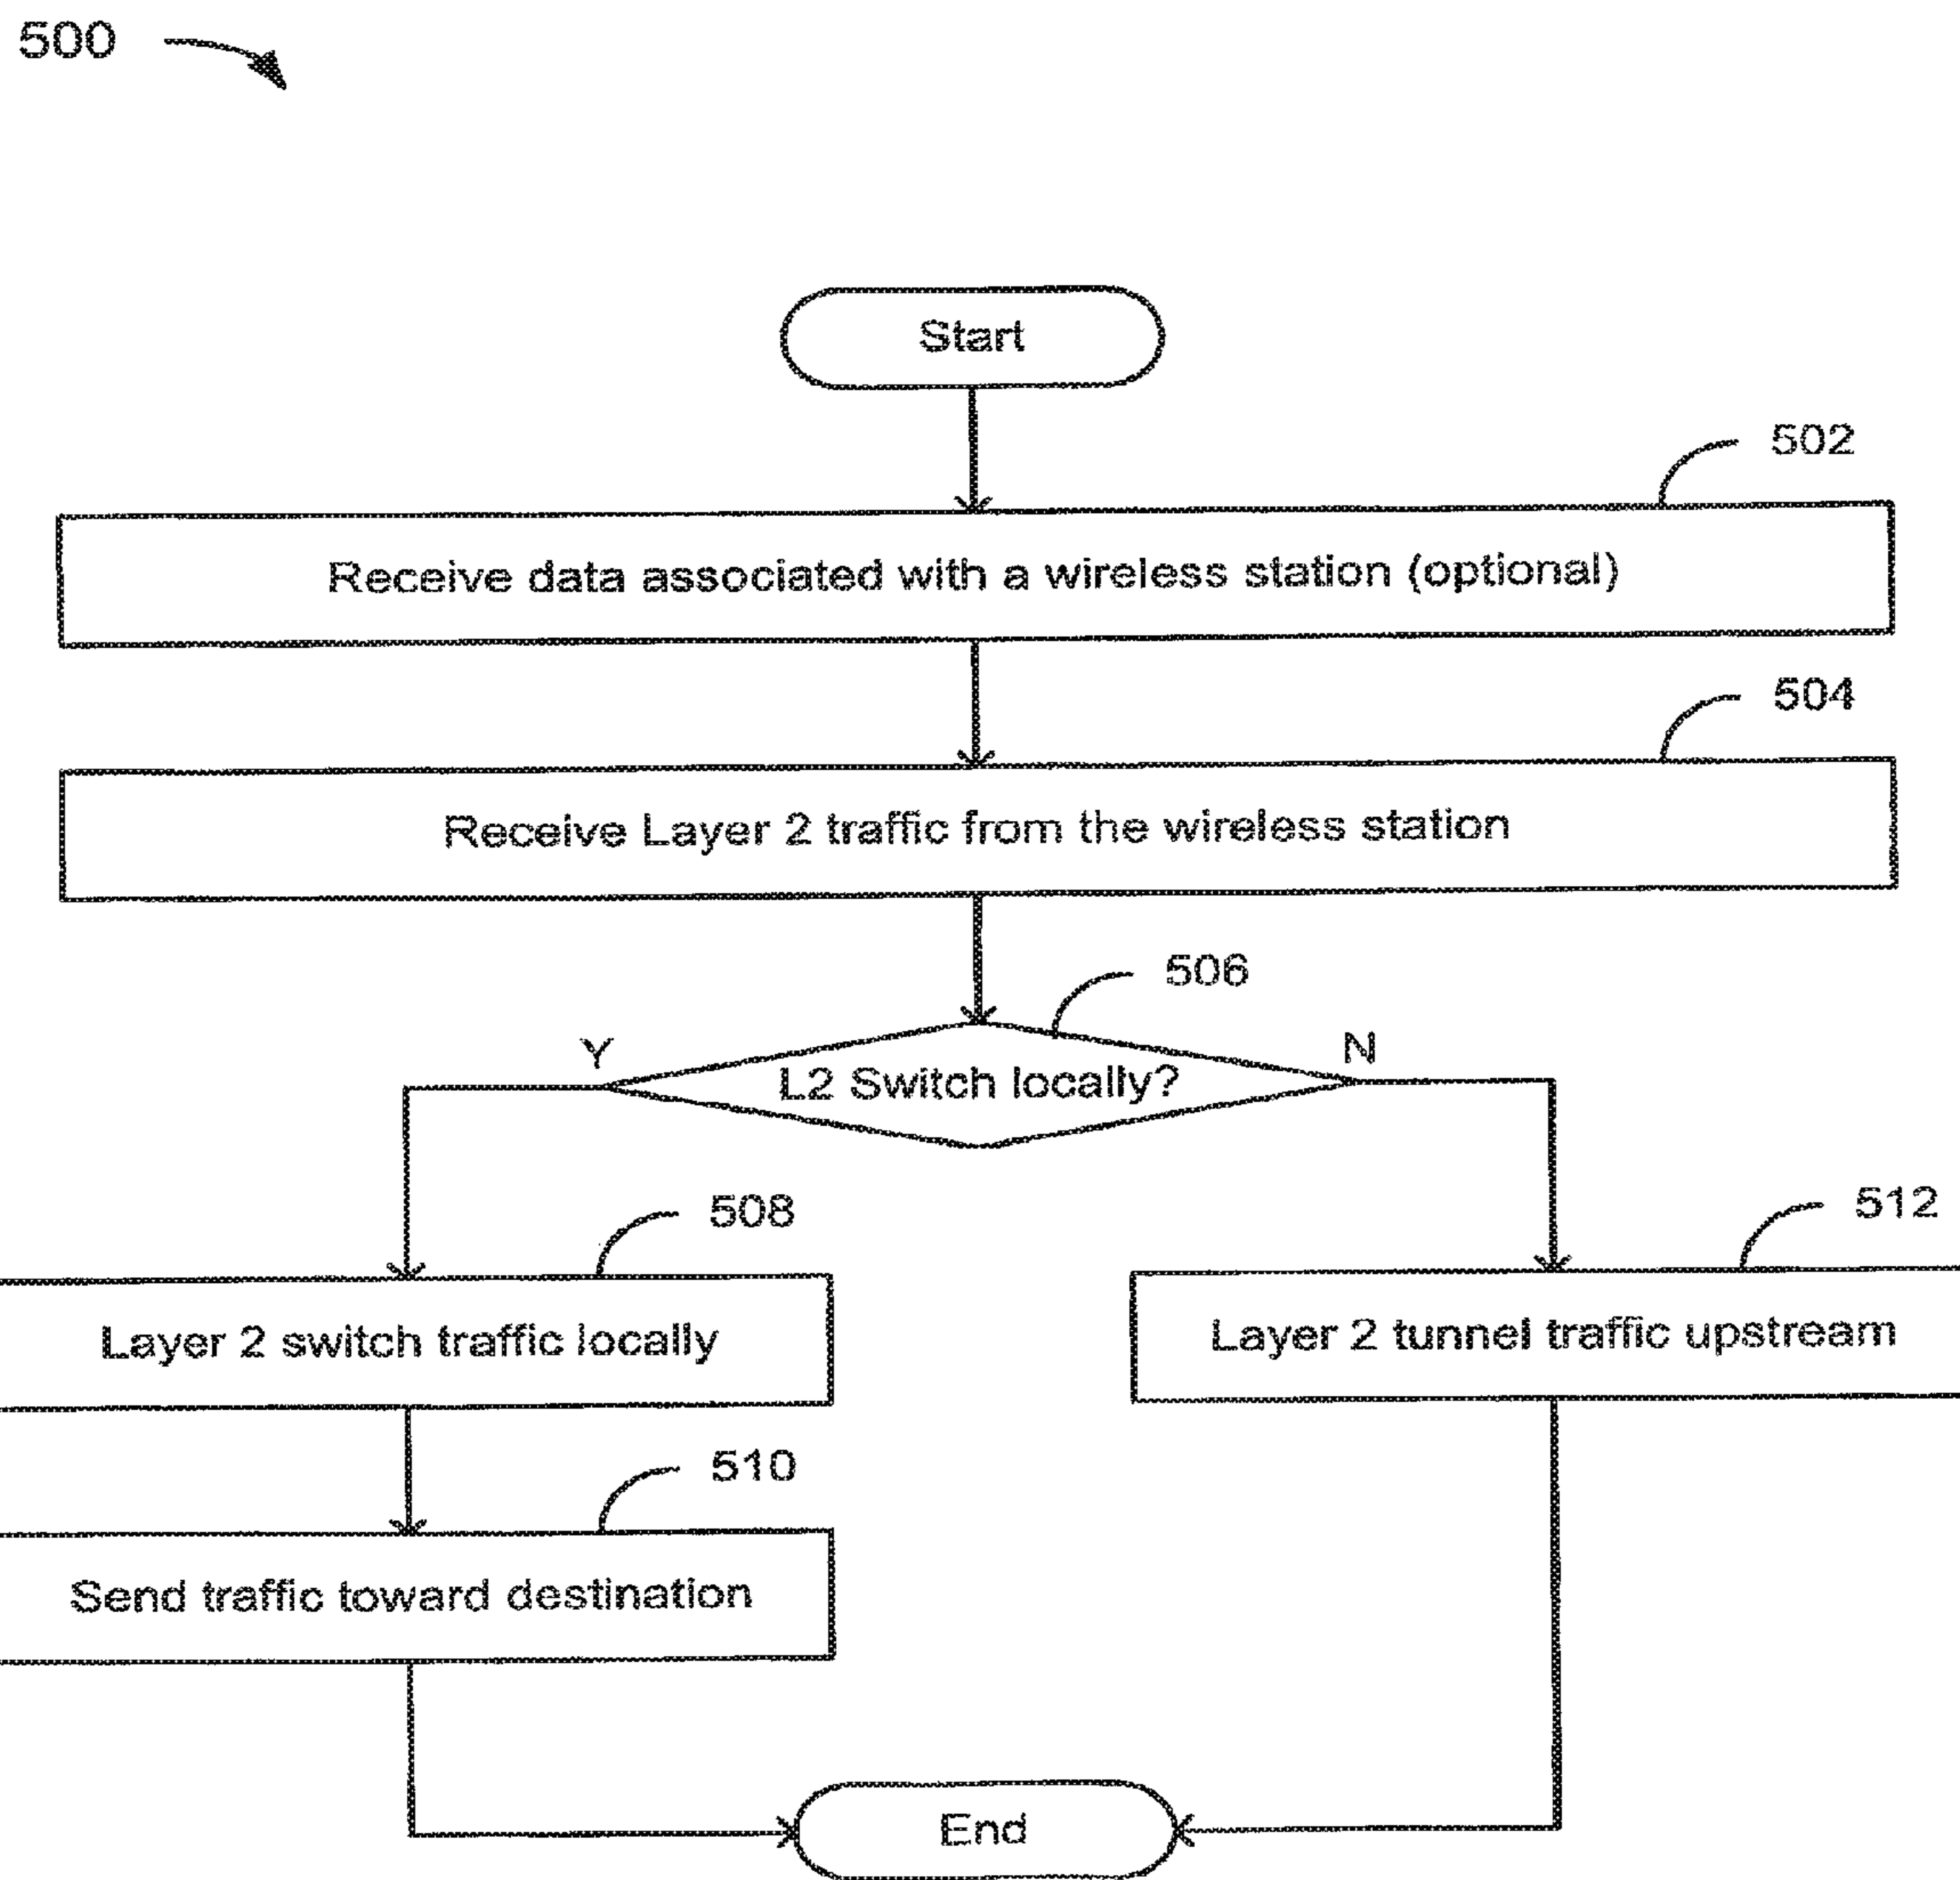 500
Start
502
Receive data associated with a wireless station (optional)
504
Receive Layer 2 traffic from the wireless station
506
Y
N
L2 Switch locally?
508
512
Layer 2 switch traffic locally
Layer 2 tunnel traffic upstream
510
Send traffic toward destination
End